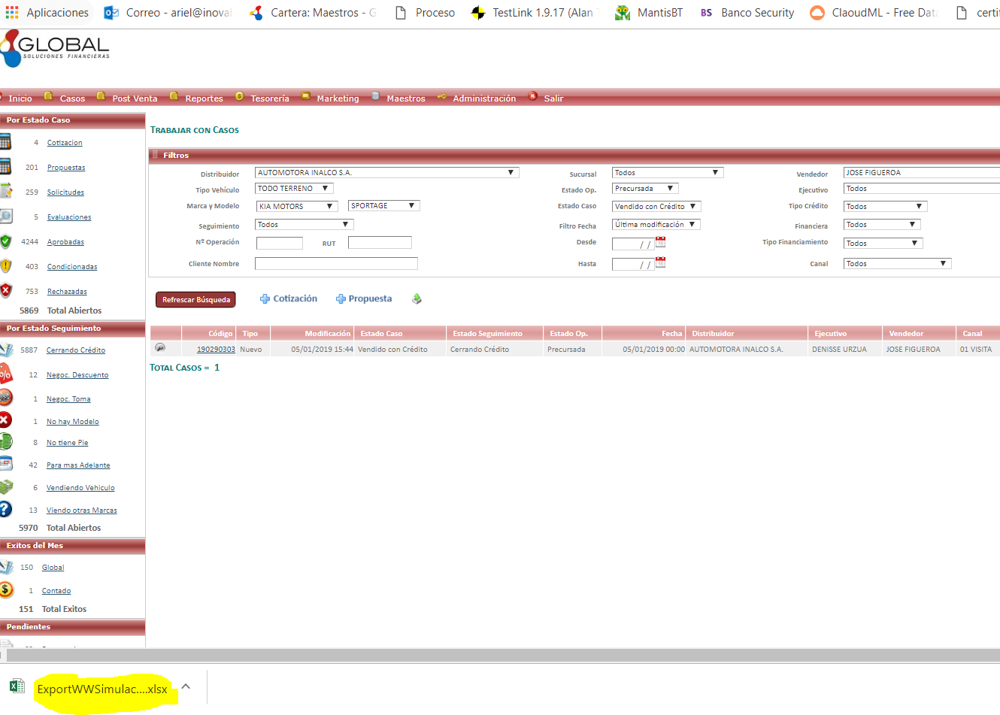 Aplicaciones Correo - ariel@inova Cartera: Maestros - G Proceso TestLink 1.9.17 (Alan MantisBT BS Banco Security ClaoudML - Free Data certi
GLOBAL
SOLUCIONES FINANCIERAS
Inicio Casos Post Venta Reportes Tesorería Marketing Maestros Administración Salir
Por Estado Caso
4 Cotizacion
201 Propuestas
259 Solicitudes
5 Evaluaciones
4244 Aprobadas
403 Condicionadas
753 Rechazadas
5869 Total Abiertos
Por Estado Seguimiento
5887 Cerrando Crédito
12 Negoc. Descuento
1 Negoc. Toma
1 No hay Modelo
8 No tiene Pie
42 Para mas Adelante
6 Vendiendo Vehiculo
13 Viendo otras Marcas
5970 Total Abiertos
Exitos del Mes
150 Global
1 Contado
151 Total Exitos
Pendientes
TRABAJAR CON CASOS
Filtros
Distribuidor AUTOMOTORA INALCO S.A. Sucursal Todos Vendedor JOSE FIGUEROA
Tipo Vehículo TODO TERRENO Estado Op. Precursada Ejecutivo Todos
Marca y Modelo KIA MOTORS SPORTAGE Estado Caso Vendido con Crédito Tipo Crédito Todos
Seguimiento Todos Filtro Fecha Última modificación Financiera Todos
Nº Operación RUT Desde / / Tipo Financiamiento Todos
Cliente Nombre Hasta / / Canal Todos
Refrescar Búsqueda Cotización Propuesta
Código Tipo Modificación Estado Caso Estado Seguimiento Estado Op. Fecha Distribuidor Ejecutivo Vendedor Canal
190290303 Nuevo 05/01/2019 15:44 Vendido con Crédito Cerrando Crédito Precursada 05/01/2019 00:00 AUTOMOTORA INALCO S.A. DENISSE URZUA JOSE FIGUEROA 01 VISITA
TOTAL CASOS = 1
ExportWWSimulac....xlsx